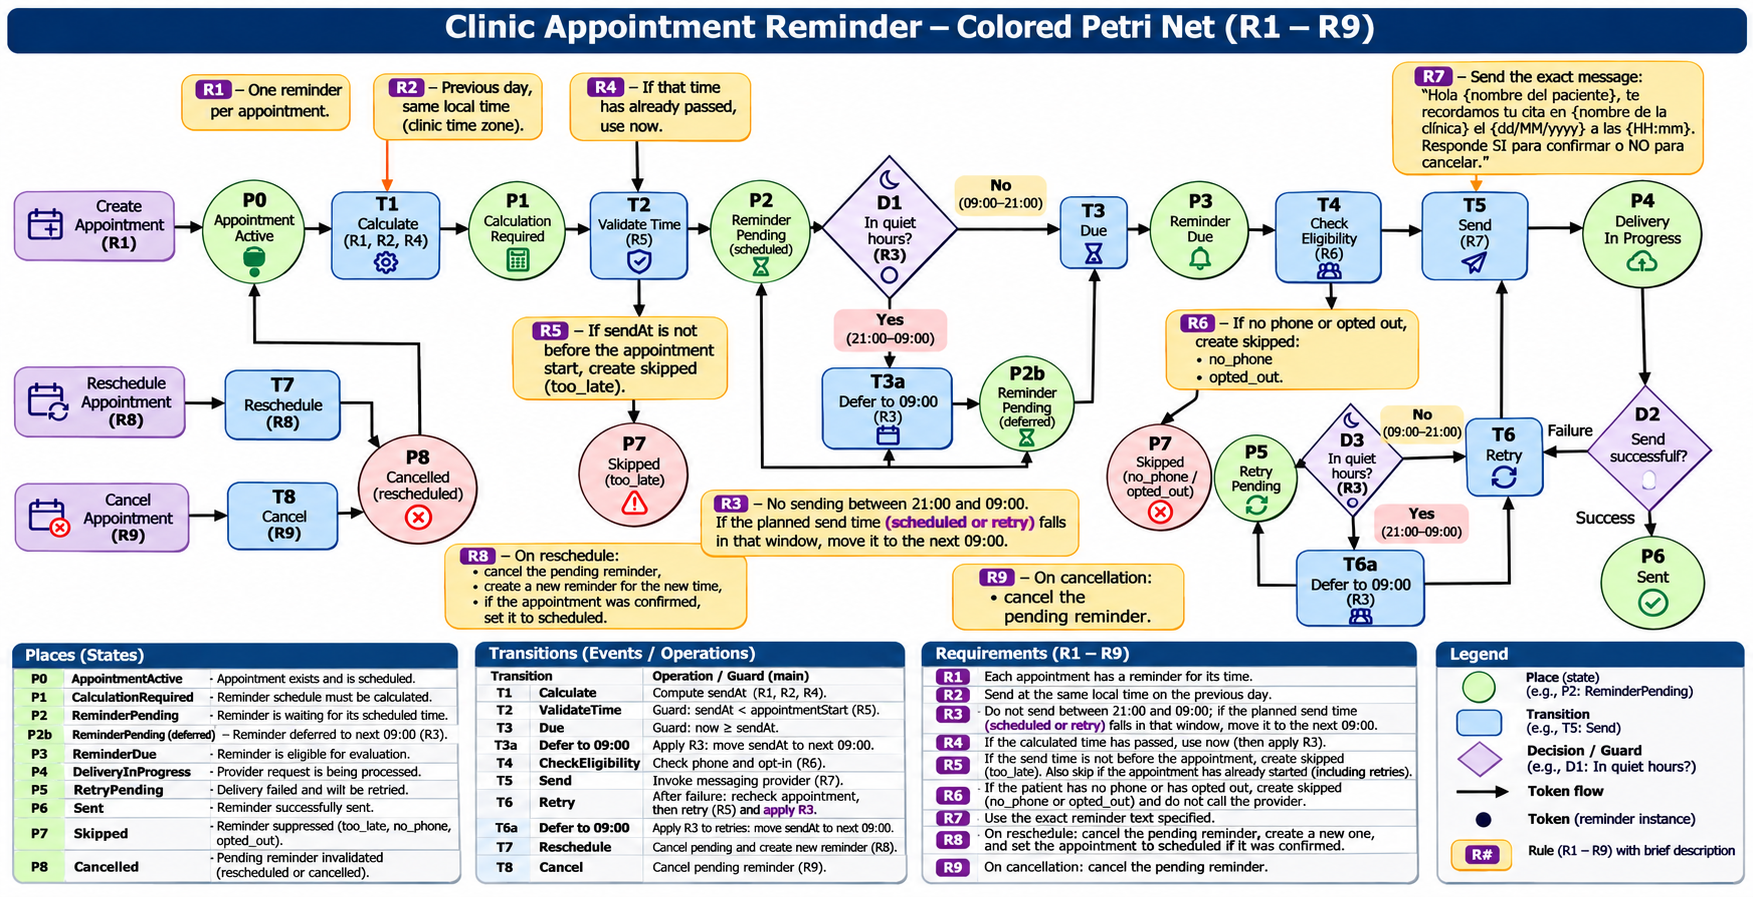 Clinic Appointment Reminder – Colored Petri Net (R1 – R9)
R1 – One reminder
per appointment.
R2 – Previous day,
same local time
(clinic time zone).
R4 – If that time
has already passed,
use now.
R7 – Send the exact message:
"Hola {nombre del paciente}, te
recordamos tu cita en {nombre de la
clínica} el {dd/MM/yyyy} a las {HH:mm}.
Responde SI para confirmar o NO para
cancelar."
Create
Appointment
(R1)
P0
Appointment
Active
T1
Calculate
(R1, R2, R4)
P1
Calculation
Required
T2
Validate Time
(R5)
P2
Reminder
Pending
(scheduled)
D1
In quiet
hours?
(R3)
No
(09:00–21:00)
T3
Due
P3
Reminder
Due
T4
Check
Eligibility
(R6)
T5
Send
(R7)
P4
Delivery
In Progress
Yes
(21:00–09:00)
R5 – If sendAt is not
before the appointment
start, create skipped
(too_late).
T3a
Defer to 09:00
(R3)
P2b
Reminder
Pending
(deferred)
R6 – If no phone or opted out,
create skipped:
• no_phone
• opted_out.
Reschedule
Appointment
(R8)
T7
Reschedule
(R8)
P8
Cancelled
(rescheduled)
P7
Skipped
(too_late)
P7
Skipped
(no_phone /
opted_out)
P5
Retry
Pending
D3
In quiet
hours?
(R3)
No
(09:00–21:00)
T6
Retry
Failure
D2
Send
successfulf?
Cancel
Appointment
(R9)
T8
Cancel
(R9)
R3 – No sending between 21:00 and 09:00.
If the planned send time (scheduled or retry) falls
in that window, move it to the next 09:00.
Yes
(21:00–09:00)
Success
R8 – On reschedule:
• cancel the pending reminder,
• create a new reminder for the new time,
• if the appointment was confirmed,
set it to scheduled.
R9 – On cancellation:
• cancel the
pending reminder.
T6a
Defer to 09:00
(R3)
P6
Sent
Places (States)
P0 AppointmentActive - Appointment exists and is scheduled.
P1 CalculationRequired - Reminder schedule must be calculated.
P2 ReminderPending - Reminder is waiting for its scheduled time.
P2b ReminderPending (deferred) – Reminder deferred to next 09:00 (R3).
P3 ReminderDue - Reminder is eligible for evaluation.
P4 DeliveryInProgress - Provider request is being processed.
P5 RetryPending - Delivery failed and wilt be retried.
P6 Sent - Reminder successfully sent.
P7 Skipped - Reminder suppressed (too_late, no_phone,
opted_out).
P8 Cancelled - Pending reminder invalidated
(rescheduled or cancelled).
Transitions (Events / Operations)
Transition Operation / Guard (main)
T1 Calculate Compute sendAt (R1, R2, R4).
T2 ValidateTime Guard: sendAt < appointmentStart (R5).
T3 Due Guard: now ≥ sendAt.
T3a Defer to 09:00 Apply R3: move sendAt to next 09:00.
T4 CheckEligibility Check phone and opt-in (R6).
T5 Send Invoke messaging provider (R7).
T6 Retry After failure: recheck appointment,
then retry (R5) and apply R3.
T6a Defer to 09:00 Apply R3 to retries: move sendAt to next 09:00.
T7 Reschedule Cancel pending and create new reminder (R8).
T8 Cancel Cancel pending reminder (R9).
Requirements (R1 – R9)
R1 Each appointment has a reminder for its time.
R2 Send at the same local time on the previous day.
R3 Do not send between 21:00 and 09:00; if the planned send time
(scheduled or retry) falls in that window, move it to the next 09:00.
R4 If the calculated time has passed, use now (then apply R3).
R5 If the send time is not before the appointment, create skipped
(too_late). Also skip if the appointment has already started (including retries).
R6 If the patient has no phone or has opted out, create skipped
(no_phone or opted_out) and do not call the provider.
R7 Use the exact reminder text specified.
R8 On reschedule: cancel the pending reminder, create a new one,
and set the appointment to scheduled if it was confirmed.
R9 On cancellation: cancel the pending reminder.
Legend
Place (state)
(e.g., P2: ReminderPending)
Transition
(e.g., T5: Send)
Decision / Guard
(e.g., D1: In quiet hours?)
Token flow
Token (reminder instance)
R# Rule (R1 – R9) with brief description